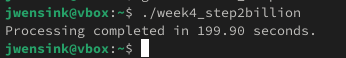 jwensink@vbox:~$ ./week4_step2billion
Processing completed in 199.90 seconds.
jwensink@vbox:~$